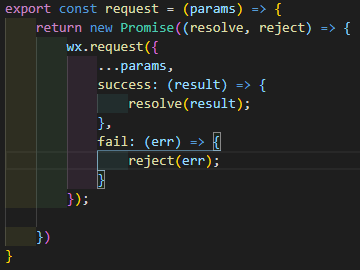 export const request = (params) => {
    return new Promise((resolve, reject) => {
        wx.request({
            ...params,
            success: (result) => {
                resolve(result);
            },
            fail: (err) => {
                reject(err);
            }
        });

    })
}